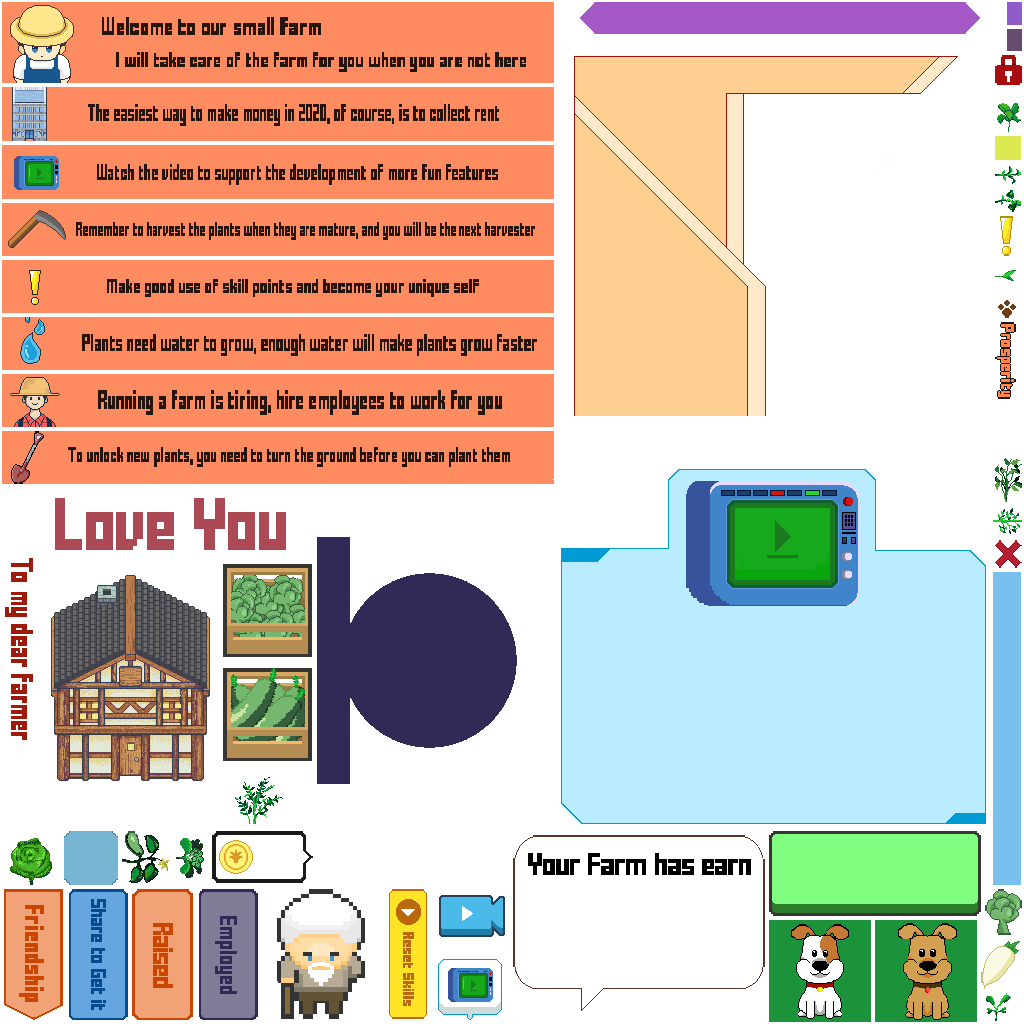 Welcome to our small Farm
I will take care of the farm for you when you are not here
The easiest way to make money in 2020, of course, is to collect rent
Watch the video to support the development of more fun features
Remember to harvest the plants when they are mature, and you will be the next harvester
Make good use of skill points and become your unique self
Plants need water to grow, enough water will make plants grow faster
Running a farm is tiring, hire employees to work for you
To unlock new plants, you need to turn the ground before you can plant them
Prosperity
Love You
To my dear farmer
Your Farm has earn
Friendship
Share to Get it
Raised
Employed
Reset Skills